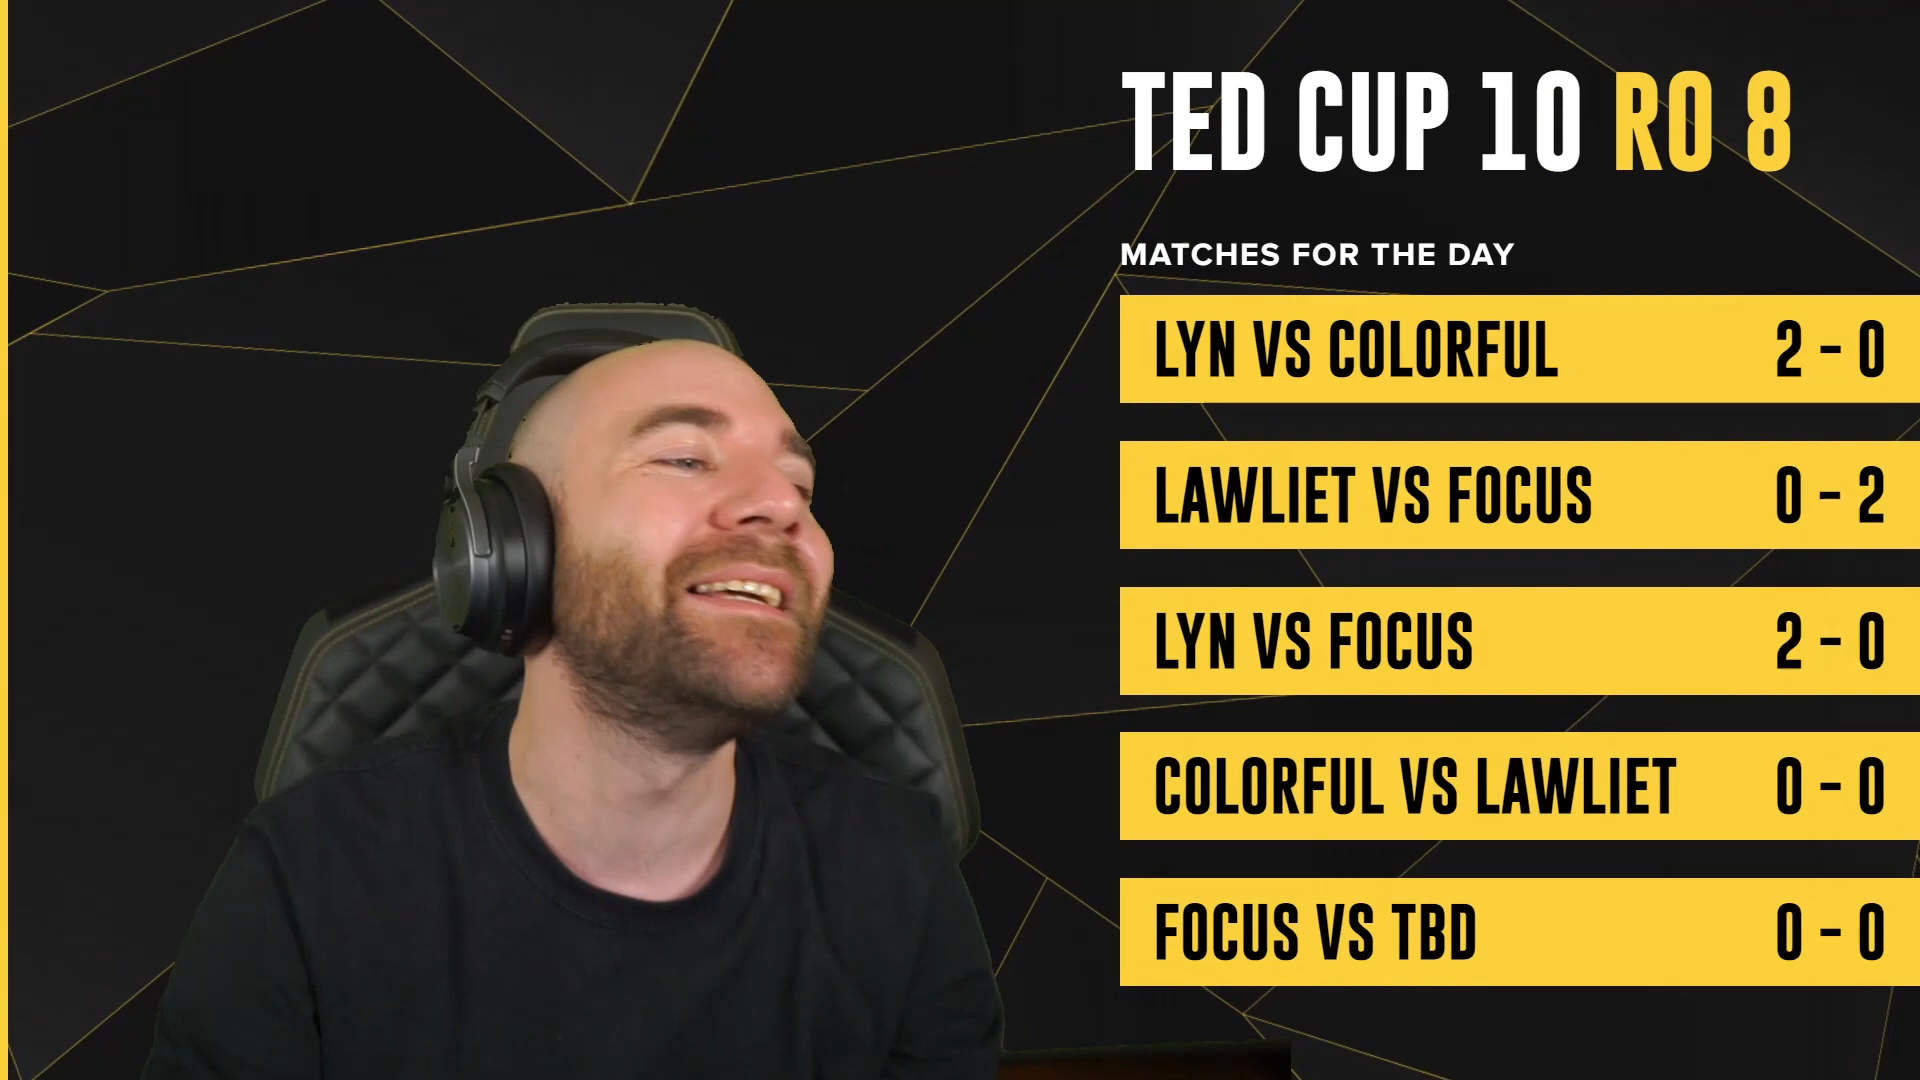 TED CUP 10 RO 8
MATCHES FOR THE DAY
LYN VS COLORFUL 2 - 0
LAWLIET VS FOCUS 0 - 2
LYN VS FOCUS 2 - 0
COLORFUL VS LAWLIET 0 - 0
FOCUS VS TBD 0 - 0